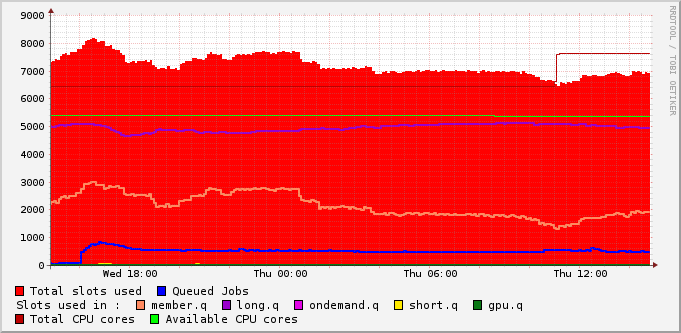 9000
8000
7000
6000
5000
4000
3000
2000
1000
0
Wed 18:00 Thu 00:00 Thu 06:00 Thu 12:00
RRDTOOL / TOBI OETIKER
Total slots used Queued Jobs
Slots used in : member.q long.q ondemand.q short.q gpu.q
Total CPU cores Available CPU cores